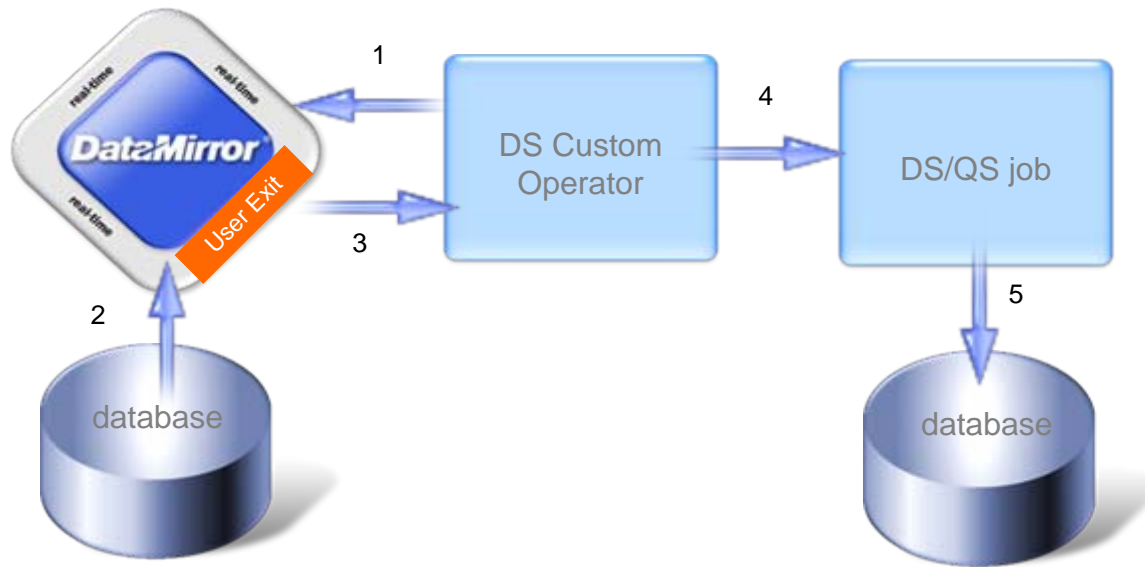 1
real-time
real-time
DataMirror
real-time
User Exit
3
2
database
DS Custom
Operator
4
DS/QS job
5
database